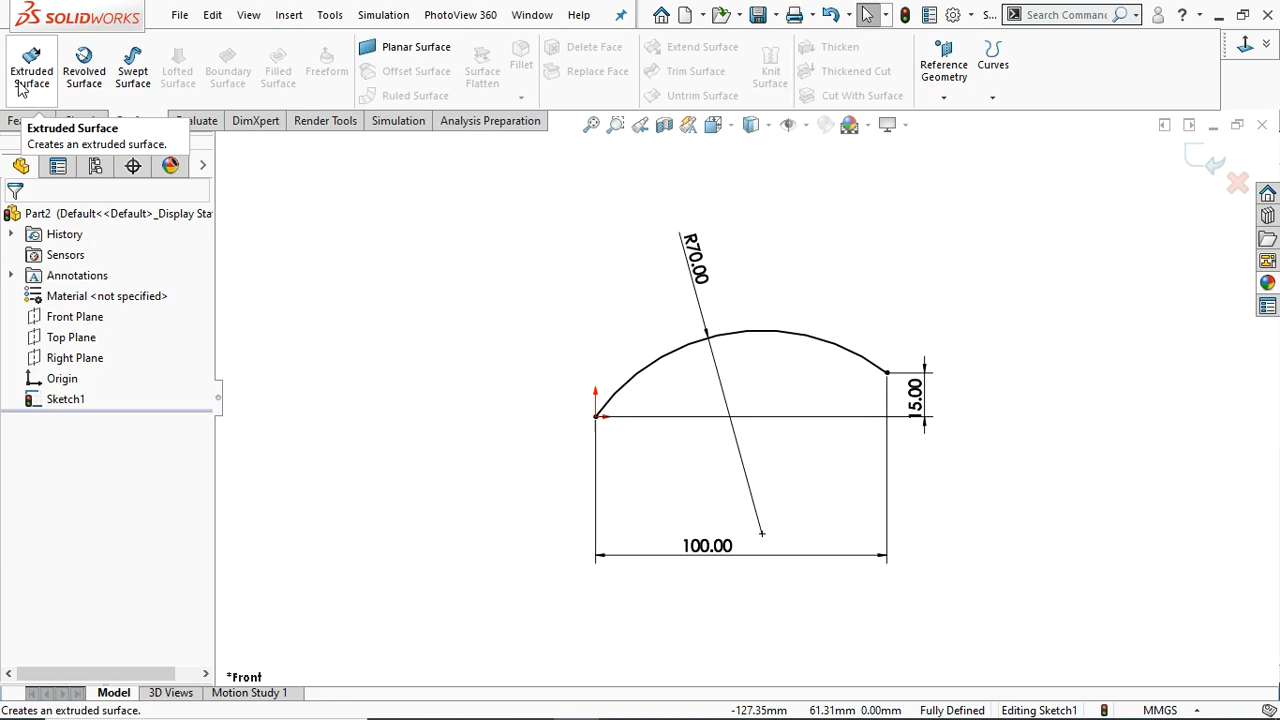 SOLIDWORKS File Edit View Insert Tools Simulation PhotoView 360 Window Help S... Search Commanc ?
Extruded Surface
Revolved Surface
Swept Surface
Lofted Surface
Boundary Surface
Filled Surface
Freeform
Planar Surface
Offset Surface
Ruled Surface
Surface Flatten
Fillet
Delete Face
Replace Face
Extend Surface
Trim Surface
Untrim Surface
Knit Surface
Thicken
Thickened Cut
Cut With Surface
Reference Geometry
Curves
Evaluate DimXpert Render Tools Simulation Analysis Preparation
Extruded Surface
Creates an extruded surface.
Part2 (Default<<Default>_Display Sta
History
Sensors
Annotations
Material <not specified>
Front Plane
Top Plane
Right Plane
Origin
Sketch1
R70.00
15.00
100.00
*Front
Model 3D Views Motion Study 1
Creates an extruded surface. -127.35mm 61.31mm 0.00mm Fully Defined Editing Sketch1 MMGS